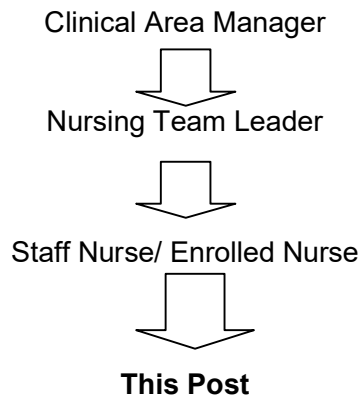 Clinical Area Manager
Nursing Team Leader
Staff Nurse/ Enrolled Nurse
This Post